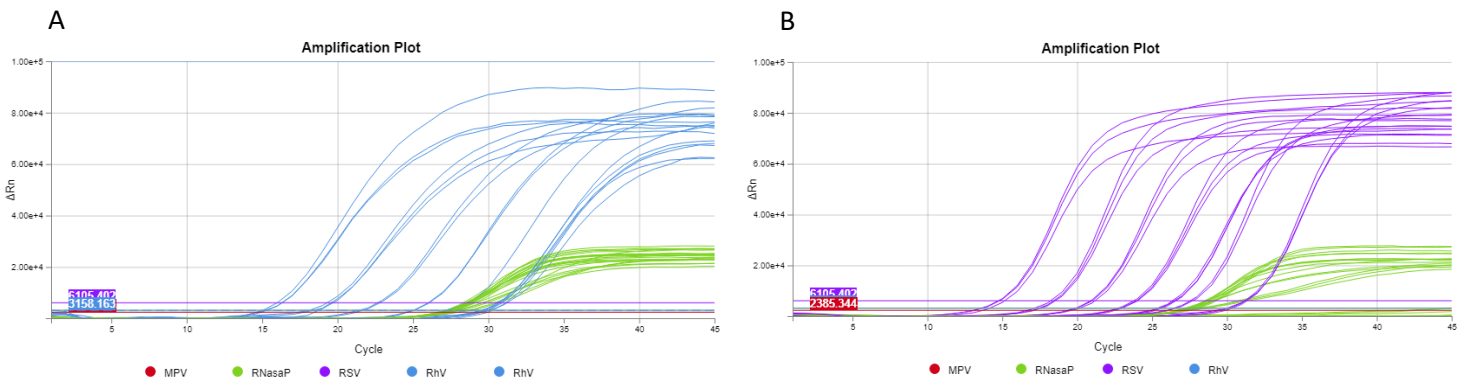 A
Amplification Plot
1.00e+5
8.00e+4
6.00e+4
4.00e+4
2.00e+4
ΔRn
6105.402
3158.163
5
10
15
20
25
30
35
40
45
Cycle
MPV
RNasaP
RSV
RhV
RhV
B
Amplification Plot
1.00e+5
8.00e+4
6.00e+4
4.00e+4
2.00e+4
ΔRn
6105.402
2385.344
5
10
15
20
25
30
35
40
45
Cycle
MPV
RNasaP
RSV
RhV